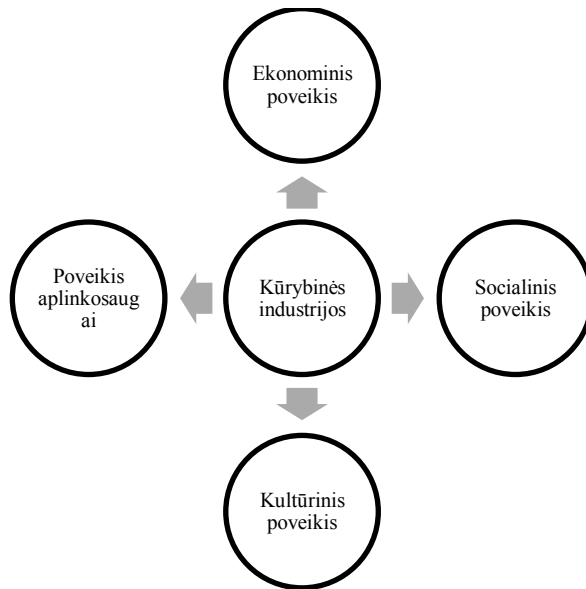 Ekonominis
poveikis
Poveikis
aplinkosaug
ai
Kūrybinės
industrijos
Socialinis
poveikis
Kultūrinis
poveikis